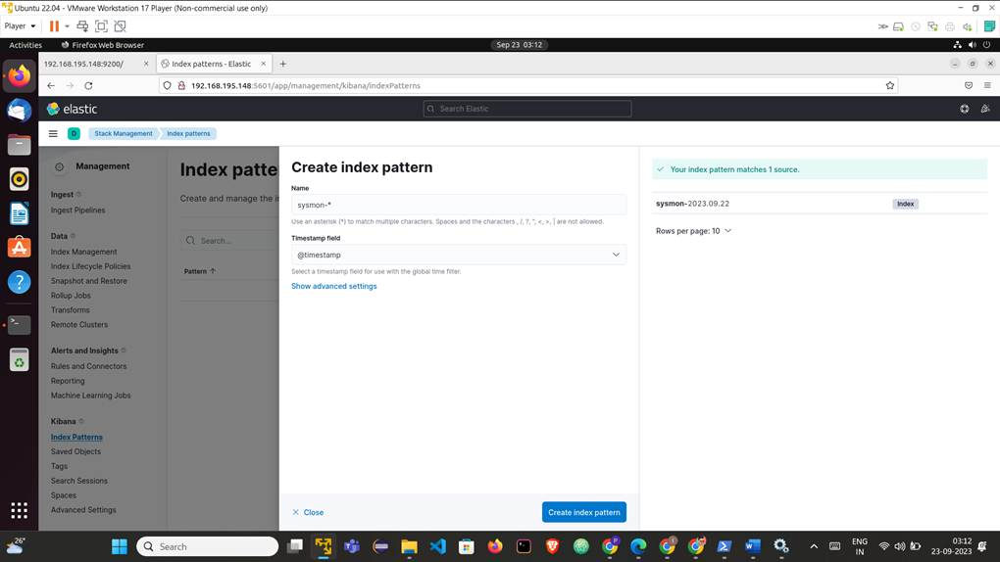 Ubuntu 22.04 - VMware Workstation 17 Player (Non-commercial use only)
Player
Activities
Firefox Web Browser
Sep 23 03:12
192.168.195.148:9200/
Index patterns - Elastic
192.168.195.148:5601/app/management/kibana/indexPatterns
elastic
Search Elastic
D
Stack Management
Index patterns
Management
Ingest
Ingest Pipelines
Data
Index Management
Index Lifecycle Policies
Snapshot and Restore
Rollup Jobs
Transforms
Remote Clusters
Alerts and Insights
Rules and Connectors
Reporting
Machine Learning Jobs
Kibana
Index Patterns
Saved Objects
Tags
Search Sessions
Spaces
Advanced Settings
Index patte
Create and manage the in
Search...
Pattern
Create index pattern
Name
sysmon-*
Use an asterisk (*) to match multiple characters. Spaces and the characters , /, ?, ", <, >, | are not allowed.
Timestamp field
@timestamp
Select a timestamp field for use with the global time filter.
Show advanced settings
Close
Create index pattern
Your index pattern matches 1 source.
sysmon-2023.09.22
Index
Rows per page: 10
26°
Search
ENG
IN
03:12
23-09-2023